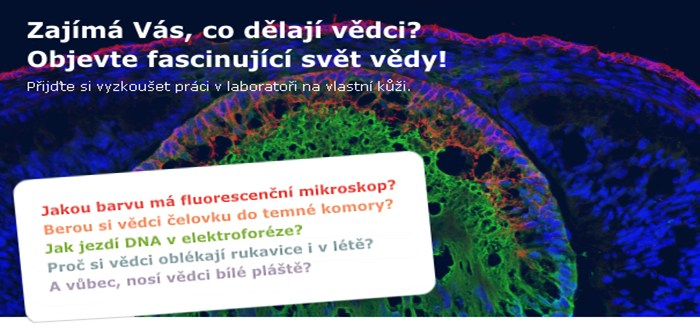 Zajímá Vás, co dělají vědci?
Objevte fascinující svět vědy!
Přijďte si vyzkoušet práci v laboratoři na vlastní kůži.
Jakou barvu má fluorescenční mikroskop?
Berou si vědci čelovku do temné komory?
Jak jezdí DNA v elektroforéze?
Proč si vědci oblékají rukavice i v létě?
A vůbec, nosí vědci bílé pláště?